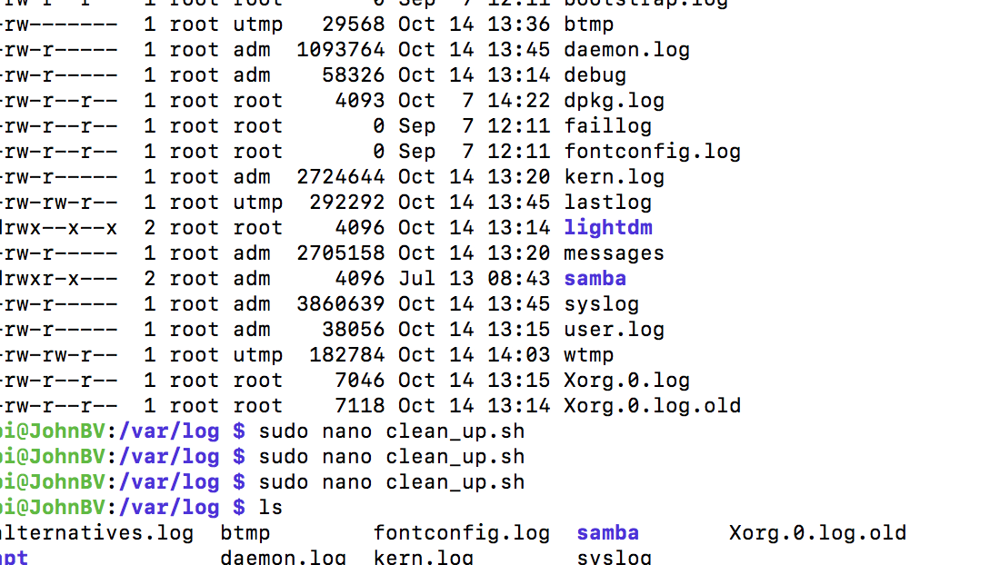 0 Sep 7 12:11 bootstrap.log
-rw------- 1 root utmp 29568 Oct 14 13:36 btmp
-rw-r----- 1 root adm 1093764 Oct 14 13:45 daemon.log
-rw-r----- 1 root adm 58326 Oct 14 13:14 debug
-rw-r--r-- 1 root root 4093 Oct 7 14:22 dpkg.log
-rw-r--r-- 1 root root 0 Sep 7 12:11 faillog
-rw-r--r-- 1 root root 0 Sep 7 12:11 fontconfig.log
-rw-r----- 1 root adm 2724644 Oct 14 13:20 kern.log
-rw-rw-r-- 1 root utmp 292292 Oct 14 13:45 lastlog
drwx--x--x 2 root root 4096 Oct 14 13:14 lightdm
-rw-r----- 1 root adm 2705158 Oct 14 13:20 messages
drwxr-x--- 2 root adm 4096 Jul 13 08:43 samba
-rw-r----- 1 root adm 3860639 Oct 14 13:45 syslog
-rw-r----- 1 root adm 38056 Oct 14 13:15 user.log
-rw-rw-r-- 1 root utmp 182784 Oct 14 14:03 wtmp
-rw-r--r-- 1 root root 7046 Oct 14 13:15 Xorg.0.log
-rw-r--r-- 1 root root 7118 Oct 14 13:14 Xorg.0.log.old
pi@JohnBV:/var/log $ sudo nano clean_up.sh
pi@JohnBV:/var/log $ sudo nano clean_up.sh
pi@JohnBV:/var/log $ sudo nano clean_up.sh
pi@JohnBV:/var/log $ ls
alternatives.log btmp fontconfig.log samba Xorg.0.log.old
apt daemon.log kern.log syslog